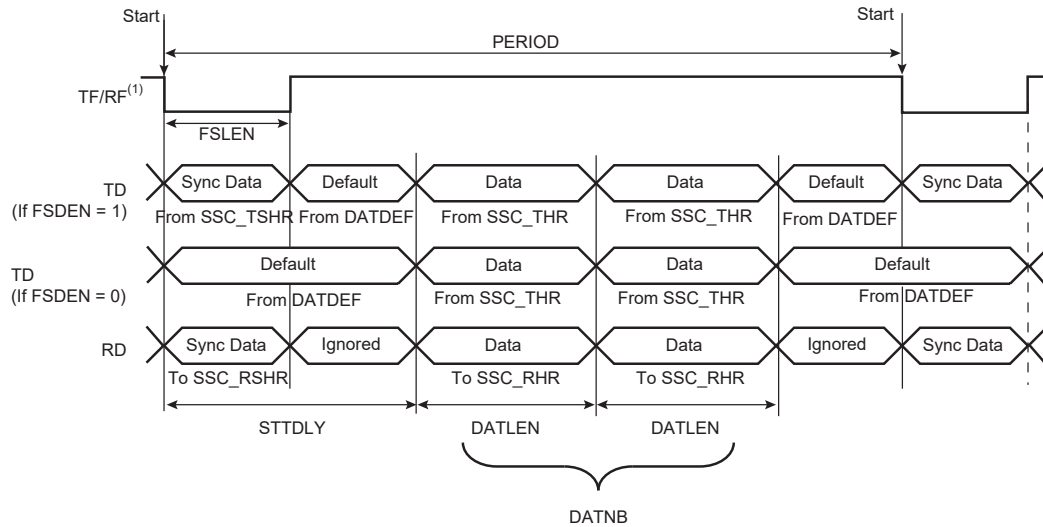 Start
Start
PERIOD
TF/RF(1)
FSLEN
TD
(If FSDEN = 1)
Sync Data
Default
Data
Data
Default
Sync Data
From SSC_TSHR
From DATDEF
From SSC_THR
From SSC_THR
From DATDEF
TD
(If FSDEN = 0)
Default
Data
Data
Default
From DATDEF
From SSC_THR
From SSC_THR
From DATDEF
RD
Sync Data
Ignored
Data
Data
Ignored
Sync Data
To SSC_RSHR
To SSC_RHR
To SSC_RHR
STTDLY
DATLEN
DATLEN
DATNB